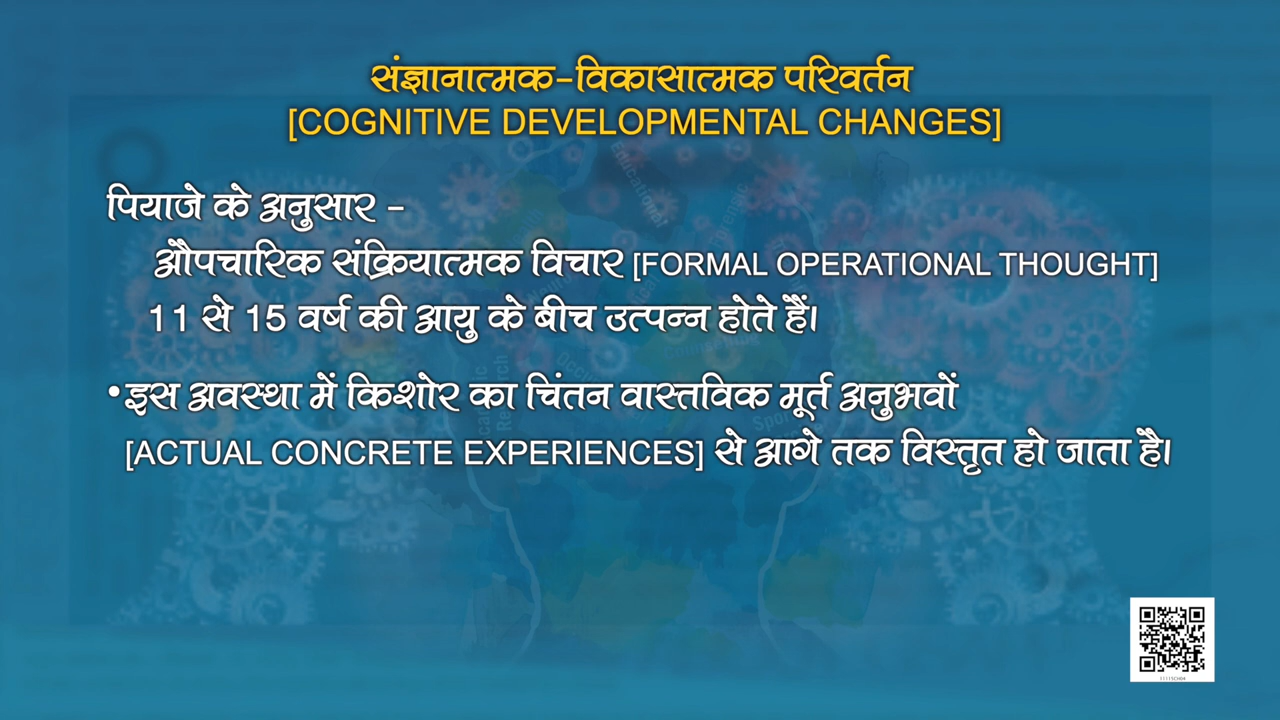 संज्ञानात्मक-विकासात्मक परिवर्तन
[COGNITIVE DEVELOPMENTAL CHANGES]
पियाजे के अनुसार -
औपचारिक संक्रियात्मक विचार [FORMAL OPERATIONAL THOUGHT]
11 से 15 वर्ष की आयु के बीच उत्पन्न होते हैं।
•इस अवस्था में किशोर का चिंतन वास्तविक मूर्त अनुभवों
[ACTUAL CONCRETE EXPERIENCES] से आगे तक विस्तृत हो जाता है।
Educational